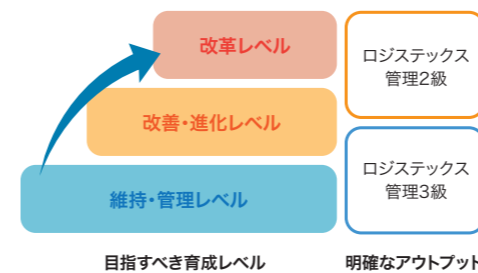 改革レベル
ロジステックス
管理2級
改善・進化レベル
ロジステックス
管理3級
維持・管理レベル
目指すべき育成レベル
明確なアウトプット